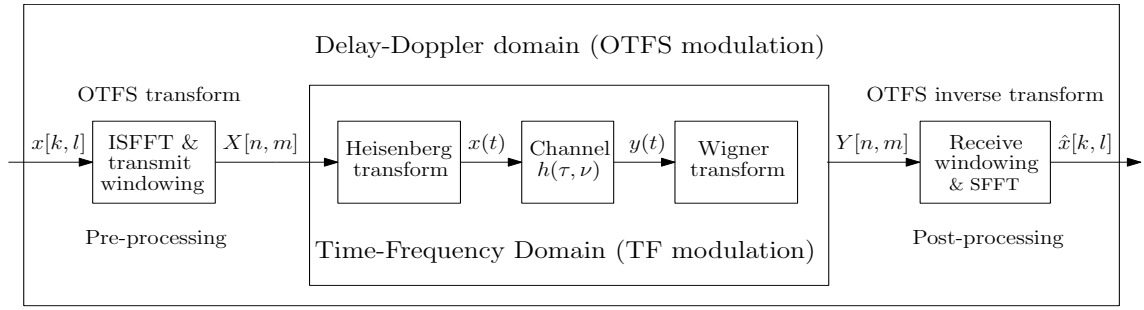 Delay-Doppler domain (OTFS modulation)
OTFS transform
OTFS inverse transform
x[k, l]
ISFFT &
transmit
windowing
X[n, m]
Heisenberg
transform
x(t)
Channel
h(τ, ν)
y(t)
Wigner
transform
Y[n, m]
Receive
windowing
& SFFT
x̂[k, l]
Pre-processing
Post-processing
Time-Frequency Domain (TF modulation)